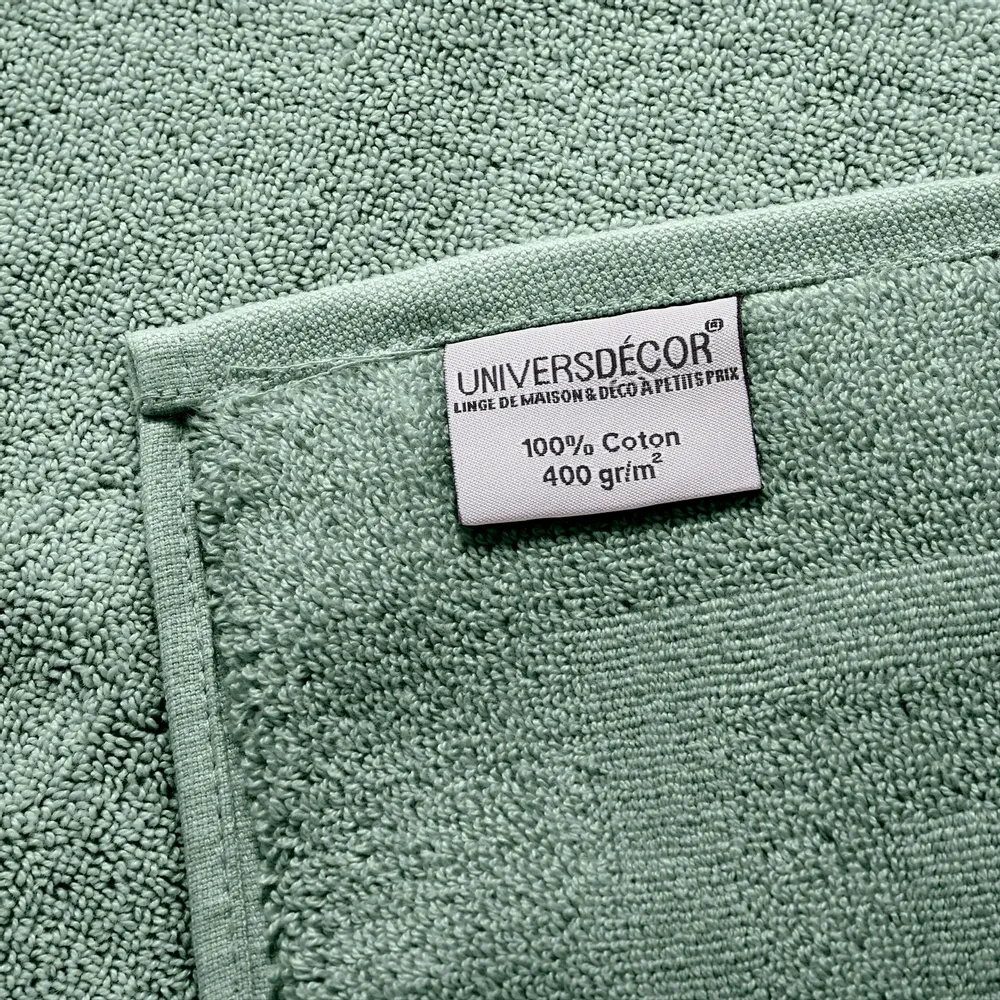 UNIVERSDÉCOR®
LINGE DE MAISON & DÉCO À PETITS PRIX
100% Coton
400 gr/m²